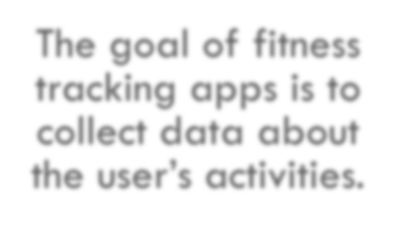 The goal of fitness
tracking apps is to
collect data about
the user's activities.